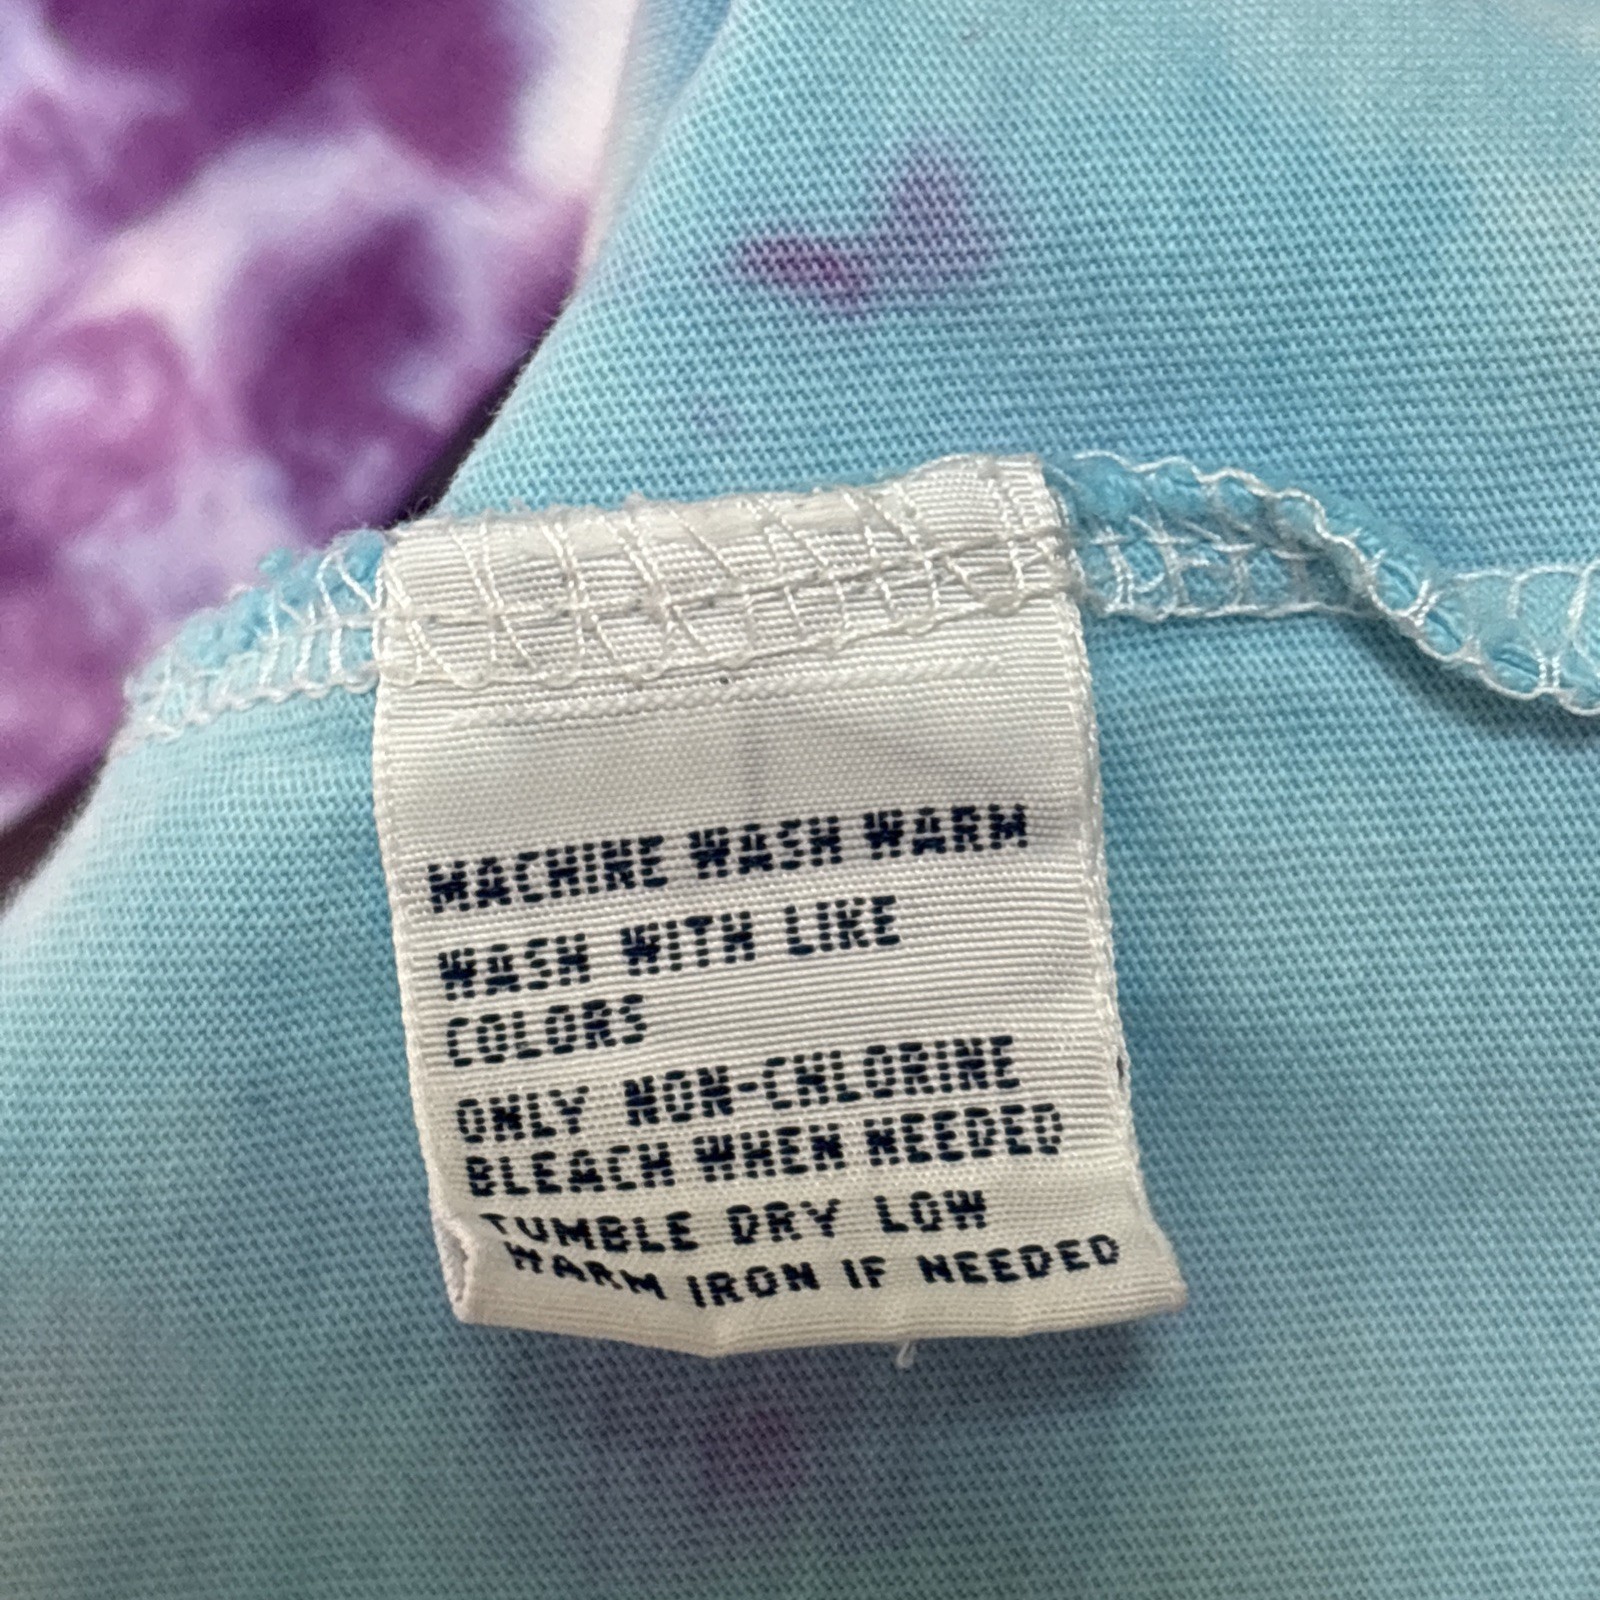 MACHINE WASH WARM
WASH WITH LIKE
COLORS
ONLY NON-CHLORINE
BLEACH WHEN NEEDED
TUMBLE DRY LOW
WARM IRON IF NEEDED